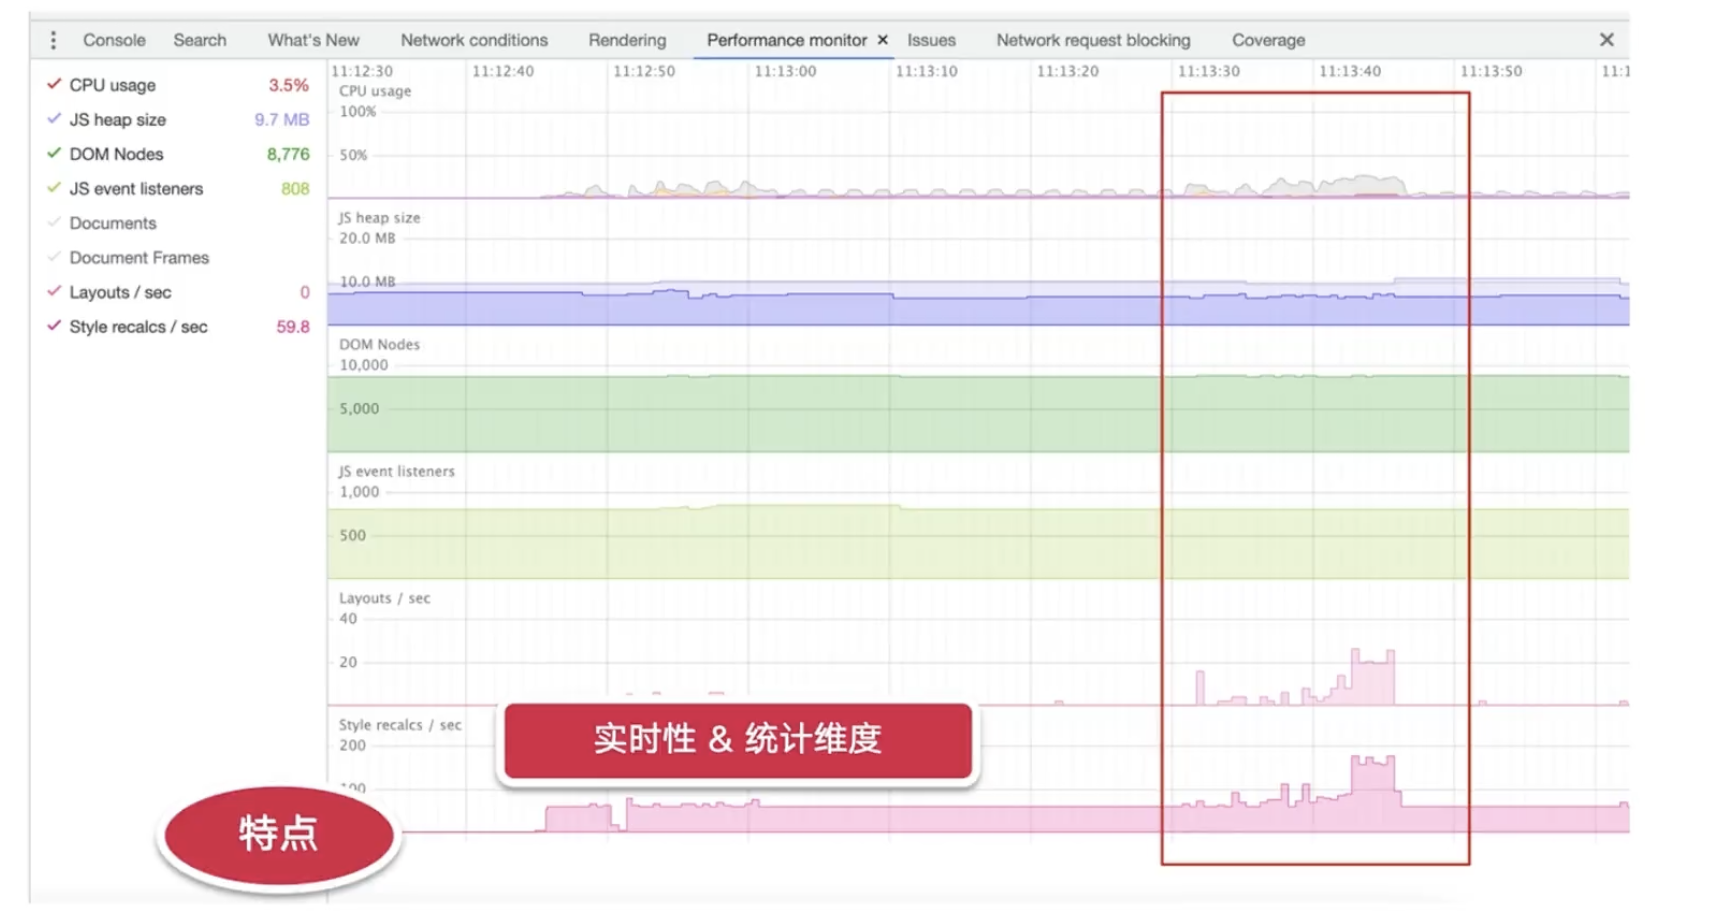 Console Search What's New Network conditions Rendering Performance monitor × Issues Network request blocking Coverage ×
11:12:30 11:12:40 11:12:50 11:13:00 11:13:10 11:13:20 11:13:30 11:13:40 11:13:50 11:1
CPU usage 3.5%
JS heap size 9.7 MB
DOM Nodes 8,776
JS event listeners 808
Documents
Document Frames
Layouts / sec 0
Style recalcs / sec 59.8
CPU usage
100%
50%
JS heap size
20.0 MB
10.0 MB
DOM Nodes
10,000
5,000
JS event listeners
1,000
500
Layouts / sec
40
20
Style recalcs / sec
200
实时性 & 统计维度
特点